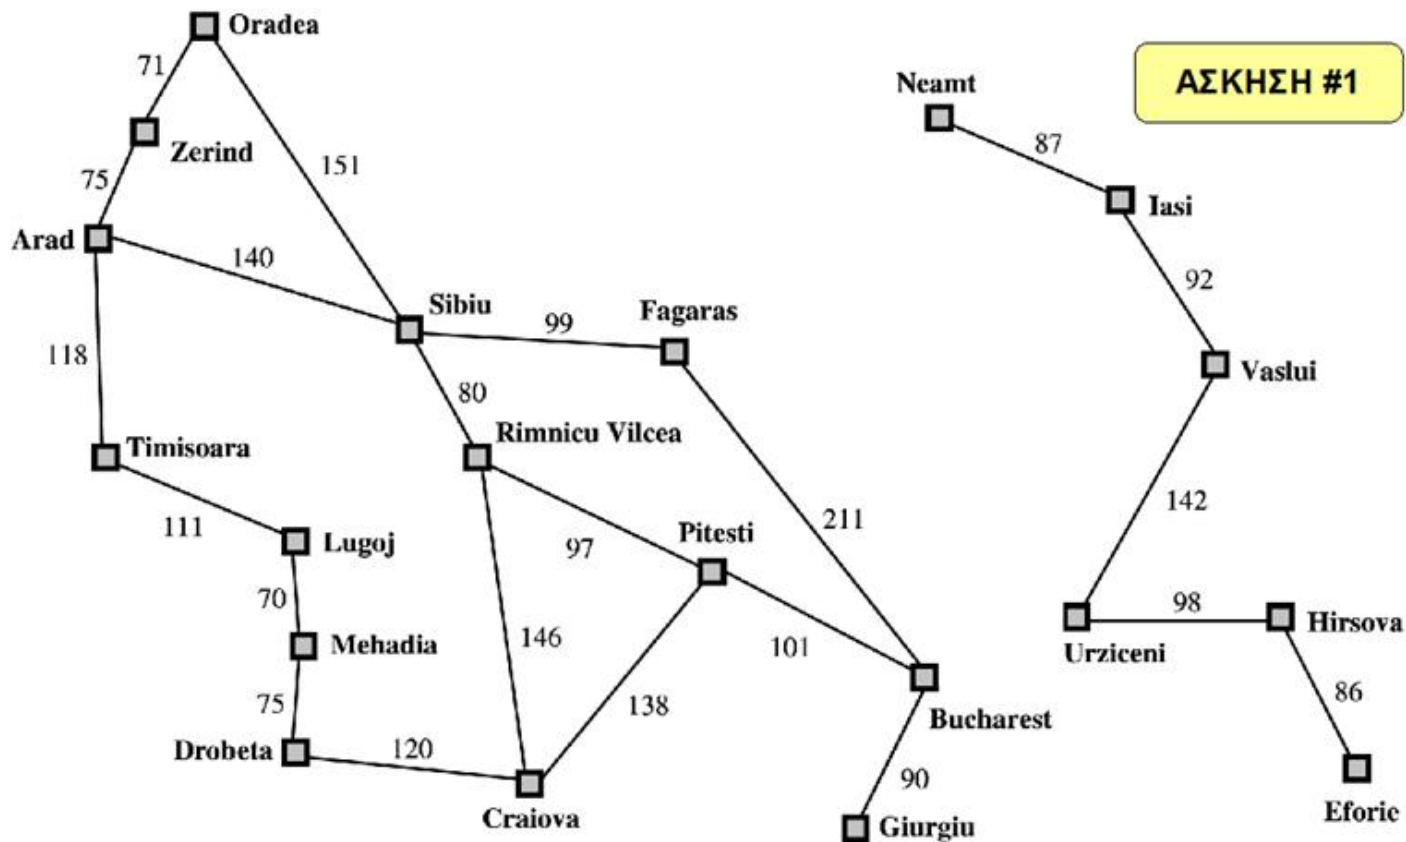 Oradea
71
Neamt
ΑΣΚΗΣΗ #1
87
Zerind
151
75
Iasi
Arad
140
92
Sibiu
Fagaras
99
118
Vaslui
80
Rimnicu Vilcea
Timisoara
142
211
111
Lugoj
97
Pitesti
70
98
Hirsova
146
101
Mehadia
Urziceni
75
138
86
Bucharest
Drobeta
120
90
Craiova
Giurgiu
Eforie